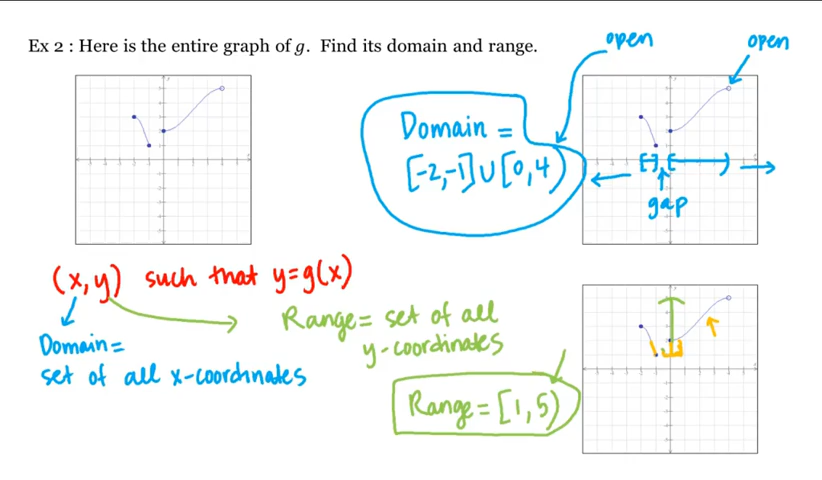 Ex 2 : Here is the entire graph of g. Find its domain and range.
open
open
Domain =
[-2,-1]∪[0,4)
gap
(x,y) such that y=g(x)
Domain=
set of all x-coordinates
Range= set of all
y-coordinates
Range=[1,5)